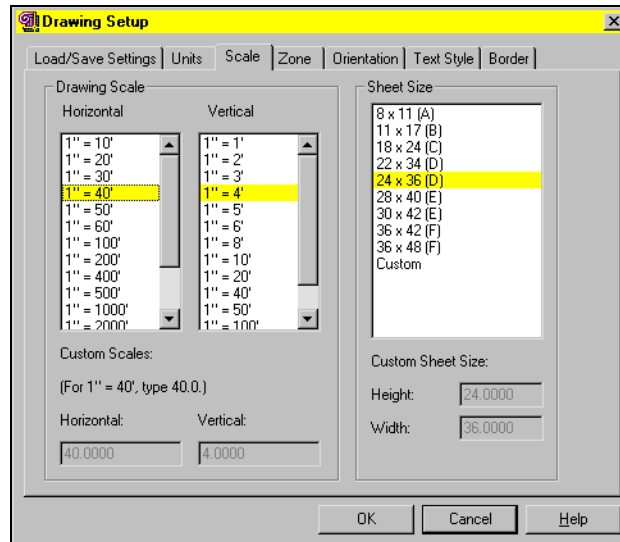 Drawing Setup
Load/Save Settings Units Scale Zone Orientation Text Style Border
Drawing Scale
Horizontal Vertical
1" = 10' 1" = 1'
1" = 20' 1" = 2'
1" = 30' 1" = 3'
1" = 40' 1" = 4'
1" = 50' 1" = 5'
1" = 60' 1" = 6'
1" = 100' 1" = 8'
1" = 200' 1" = 10'
1" = 400' 1" = 20'
1" = 500' 1" = 40'
1" = 1000' 1" = 50'
1" = 2000' 1" = 100'
Custom Scales:
(For 1" = 40', type 40.0.)
Horizontal: Vertical:
40.0000 4.0000
Sheet Size
8 x 11 (A)
11 x 17 (B)
18 x 24 (C)
22 x 34 (D)
24 x 36 (D)
28 x 40 (E)
30 x 42 (E)
36 x 42 (F)
36 x 48 (F)
Custom
Custom Sheet Size:
Height: 24.0000
Width: 36.0000
OK Cancel Help